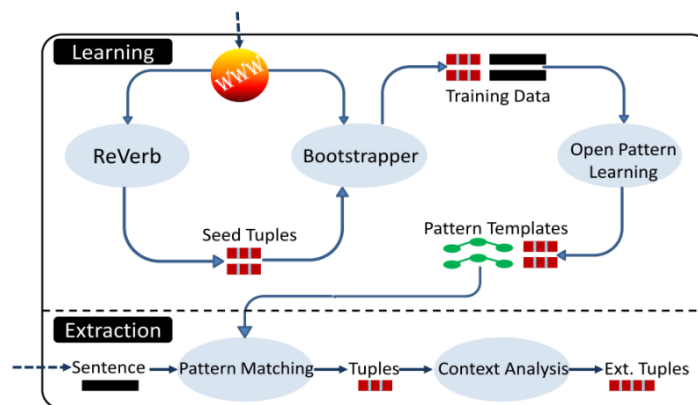 Learning
WWW
Training Data
ReVerb
Bootstrapper
Open Pattern
Learning
Seed Tuples
Pattern Templates
Extraction
Sentence
Pattern Matching
Tuples
Context Analysis
Ext. Tuples